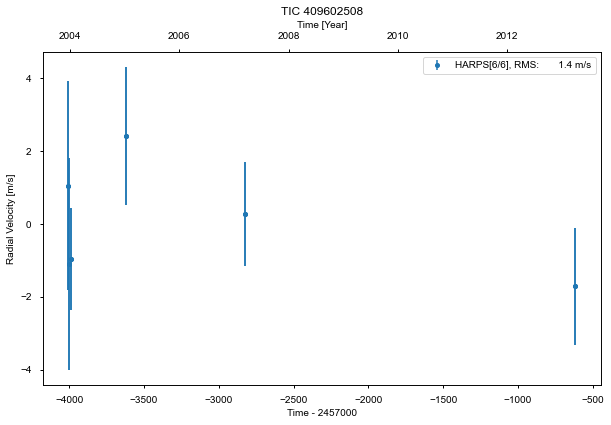 TIC 409602508
Time [Year]
2004 2006 2008 2010 2012
HARPS[6/6], RMS: 1.4 m/s
Radial Velocity [m/s]
4
2
0
−2
−4
−4000 −3500 −3000 −2500 −2000 −1500 −1000 −500
Time - 2457000